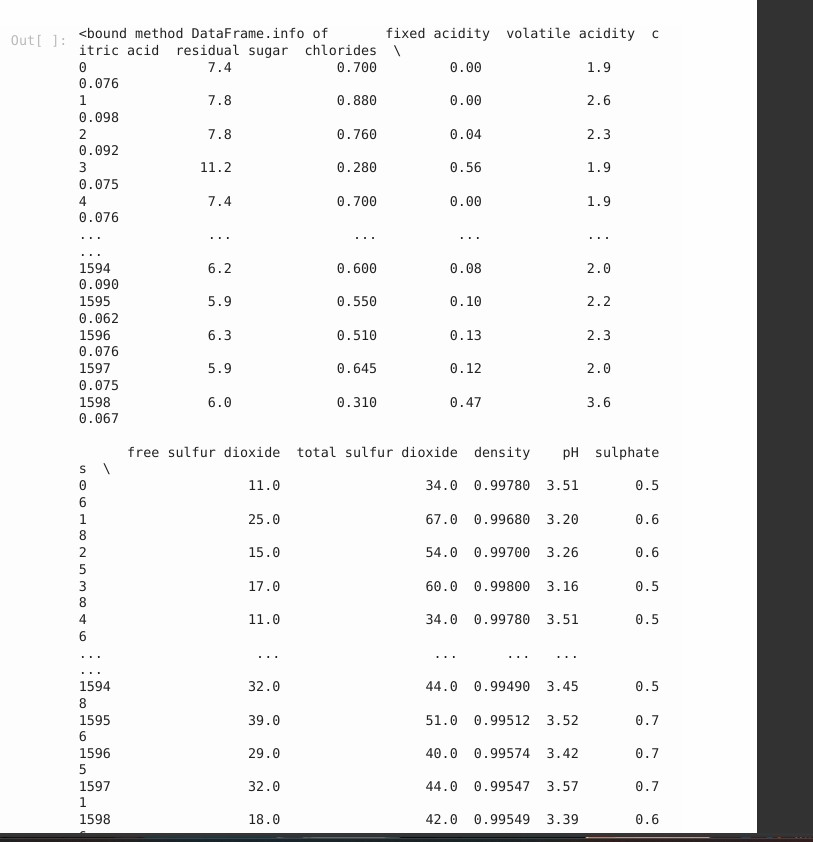 Out[ ]:
<bound method DataFrame.info of       fixed acidity  volatile acidity  c
itric acid  residual sugar  chlorides  \
0               7.4             0.700         0.00             1.9
0.076
1               7.8             0.880         0.00             2.6
0.098
2               7.8             0.760         0.04             2.3
0.092
3              11.2             0.280         0.56             1.9
0.075
4               7.4             0.700         0.00             1.9
0.076
...             ...               ...          ...             ...
...
1594            6.2             0.600         0.08             2.0
0.090
1595            5.9             0.550         0.10             2.2
0.062
1596            6.3             0.510         0.13             2.3
0.076
1597            5.9             0.645         0.12             2.0
0.075
1598            6.0             0.310         0.47             3.6
0.067
free sulfur dioxide  total sulfur dioxide  density    pH  sulphate
s  \
0                    11.0                  34.0  0.99780  3.51       0.5
6
1                    25.0                  67.0  0.99680  3.20       0.6
8
2                    15.0                  54.0  0.99700  3.26       0.6
5
3                    17.0                  60.0  0.99800  3.16       0.5
8
4                    11.0                  34.0  0.99780  3.51       0.5
6
...                   ...                   ...      ...   ...
...
1594                 32.0                  44.0  0.99490  3.45       0.5
8
1595                 39.0                  51.0  0.99512  3.52       0.7
6
1596                 29.0                  40.0  0.99574  3.42       0.7
5
1597                 32.0                  44.0  0.99547  3.57       0.7
1
1598                 18.0                  42.0  0.99549  3.39       0.6